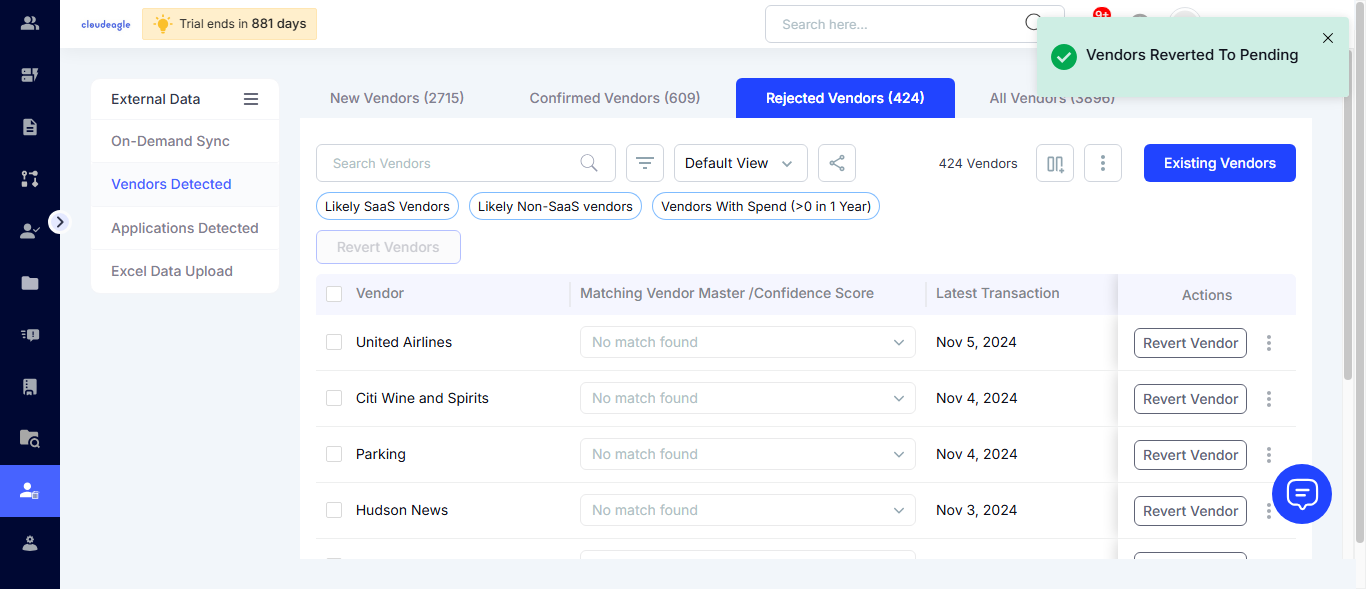 cloudeagle
Trial ends in 881 days
Search here...
9+
Vendors Reverted To Pending
External Data
On-Demand Sync
Vendors Detected
Applications Detected
Excel Data Upload
New Vendors (2715)
Confirmed Vendors (609)
Rejected Vendors (424)
All Vendors (3896)
Search Vendors
Default View
424 Vendors
Existing Vendors
Likely SaaS Vendors
Likely Non-SaaS vendors
Vendors With Spend (>0 in 1 Year)
Revert Vendors
Vendor
Matching Vendor Master /Confidence Score
Latest Transaction
Actions
United Airlines
No match found
Nov 5, 2024
Revert Vendor
Citi Wine and Spirits
No match found
Nov 4, 2024
Revert Vendor
Parking
No match found
Nov 4, 2024
Revert Vendor
Hudson News
No match found
Nov 3, 2024
Revert Vendor